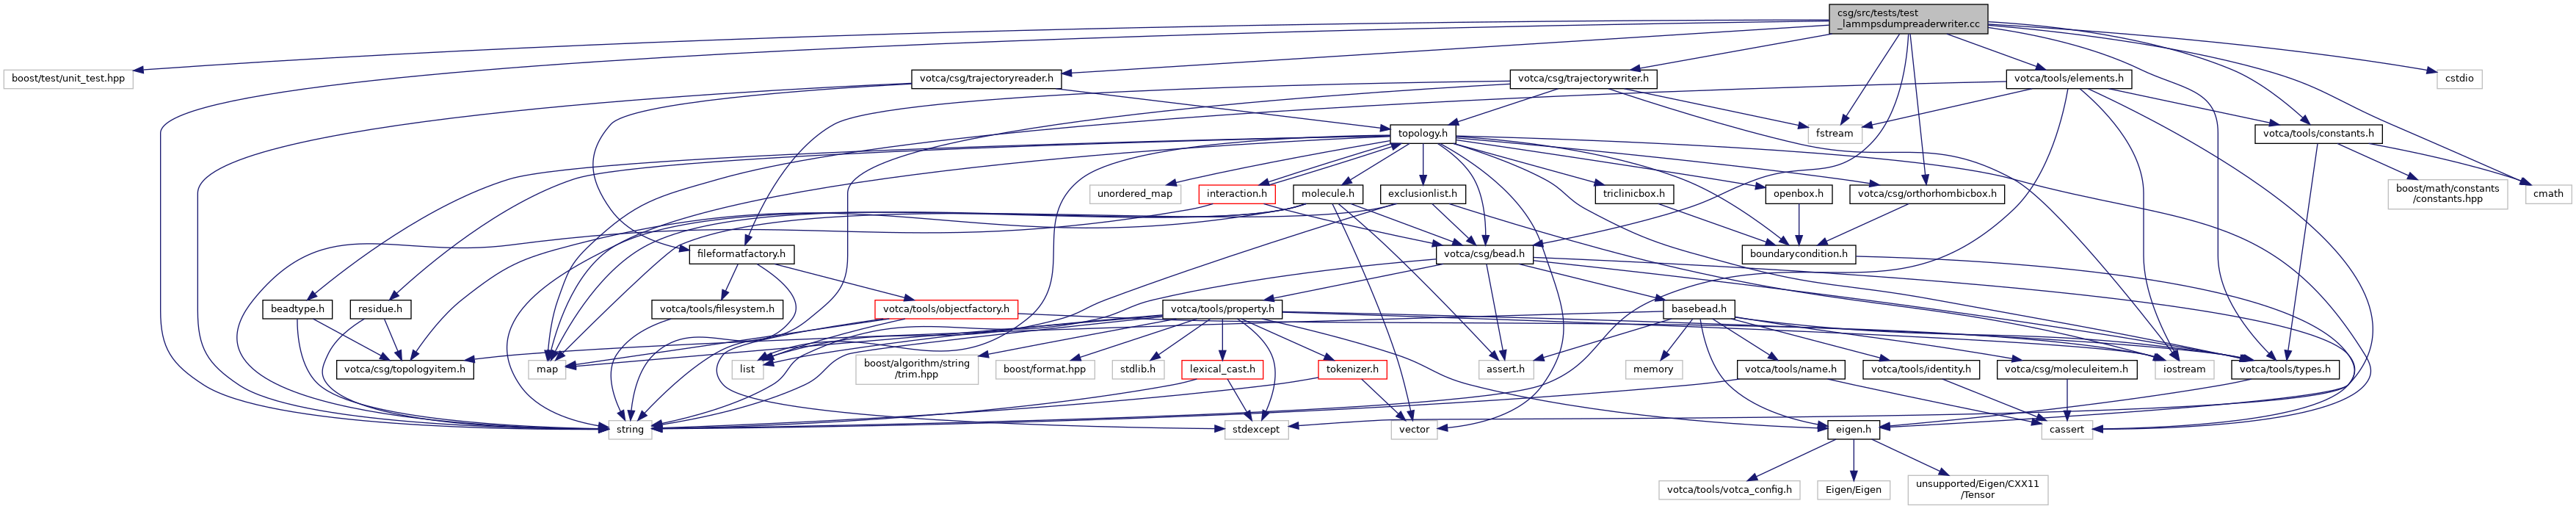 csg/src/tests/test
_lammpsdumpreaderwriter.cc
boost/test/unit_test.hpp
votca/csg/trajectoryreader.h
votca/csg/trajectorywriter.h
votca/tools/elements.h
cstdio
topology.h
fstream
votca/tools/constants.h
unordered_map
interaction.h
molecule.h
exclusionlist.h
triclinicbox.h
openbox.h
votca/csg/orthorhombicbox.h
boost/math/constants
/constants.hpp
cmath
fileformatfactory.h
votca/csg/bead.h
boundarycondition.h
beadtype.h
residue.h
votca/tools/filesystem.h
votca/tools/objectfactory.h
votca/tools/property.h
basebead.h
votca/csg/topologyitem.h
map
list
boost/algorithm/string
/trim.hpp
boost/format.hpp
stdlib.h
lexical_cast.h
tokenizer.h
assert.h
memory
votca/tools/name.h
votca/tools/identity.h
votca/csg/moleculeitem.h
iostream
votca/tools/types.h
string
stdexcept
vector
eigen.h
cassert
votca/tools/votca_config.h
Eigen/Eigen
unsupported/Eigen/CXX11
/Tensor